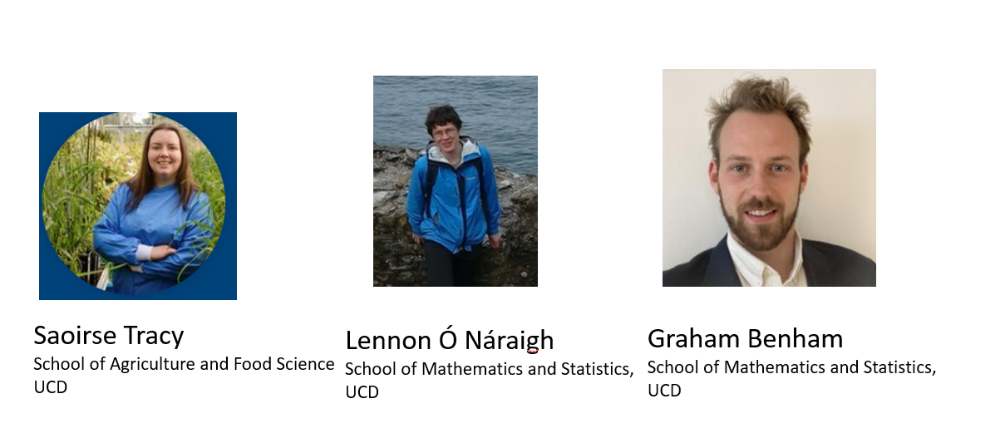 Saoirse Tracy
School of Agriculture and Food Science
UCD
Lennon Ó Náraigh
School of Mathematics and Statistics,
UCD
Graham Benham
School of Mathematics and Statistics,
UCD